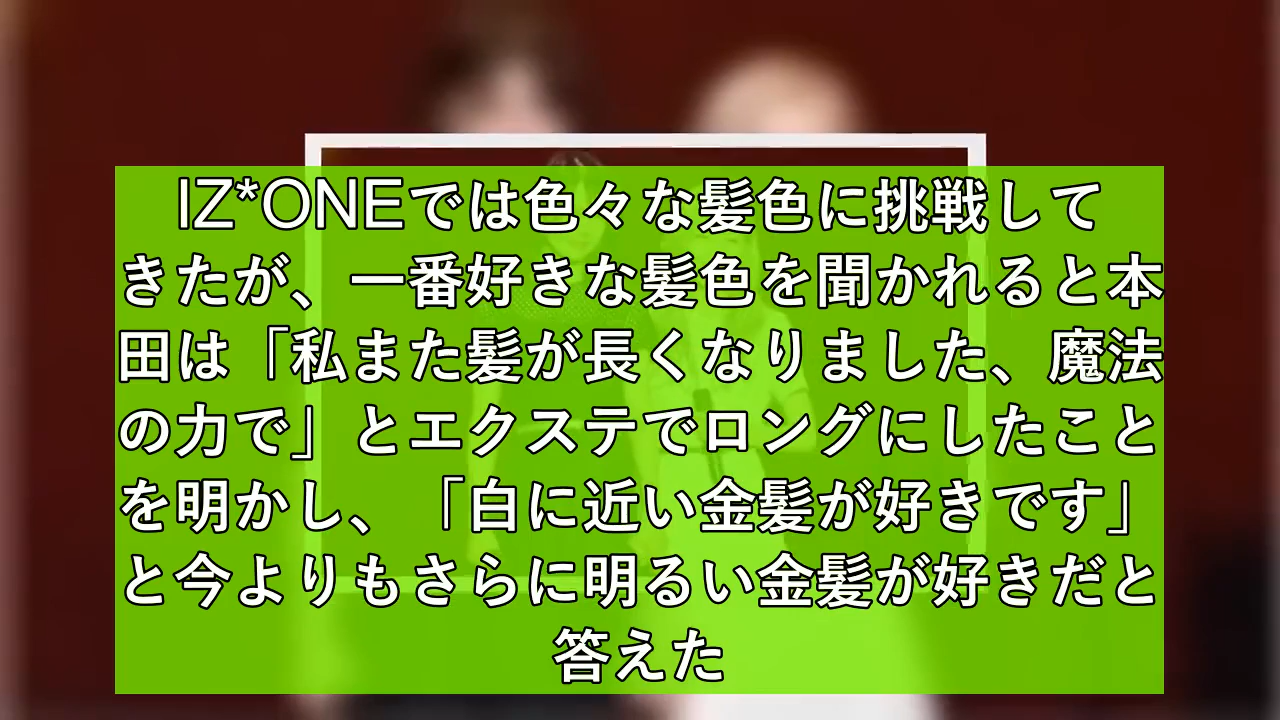 IZ*ONEでは色々な髪色に挑戦して
きたが、一番好きな髪色を聞かれると本
田は「私また髪が長くなりました、魔法
の力で」とエクステでロングにしたこと
を明かし、「白に近い金髪が好きです」
と今よりもさらに明るい金髪が好きだと
答えた